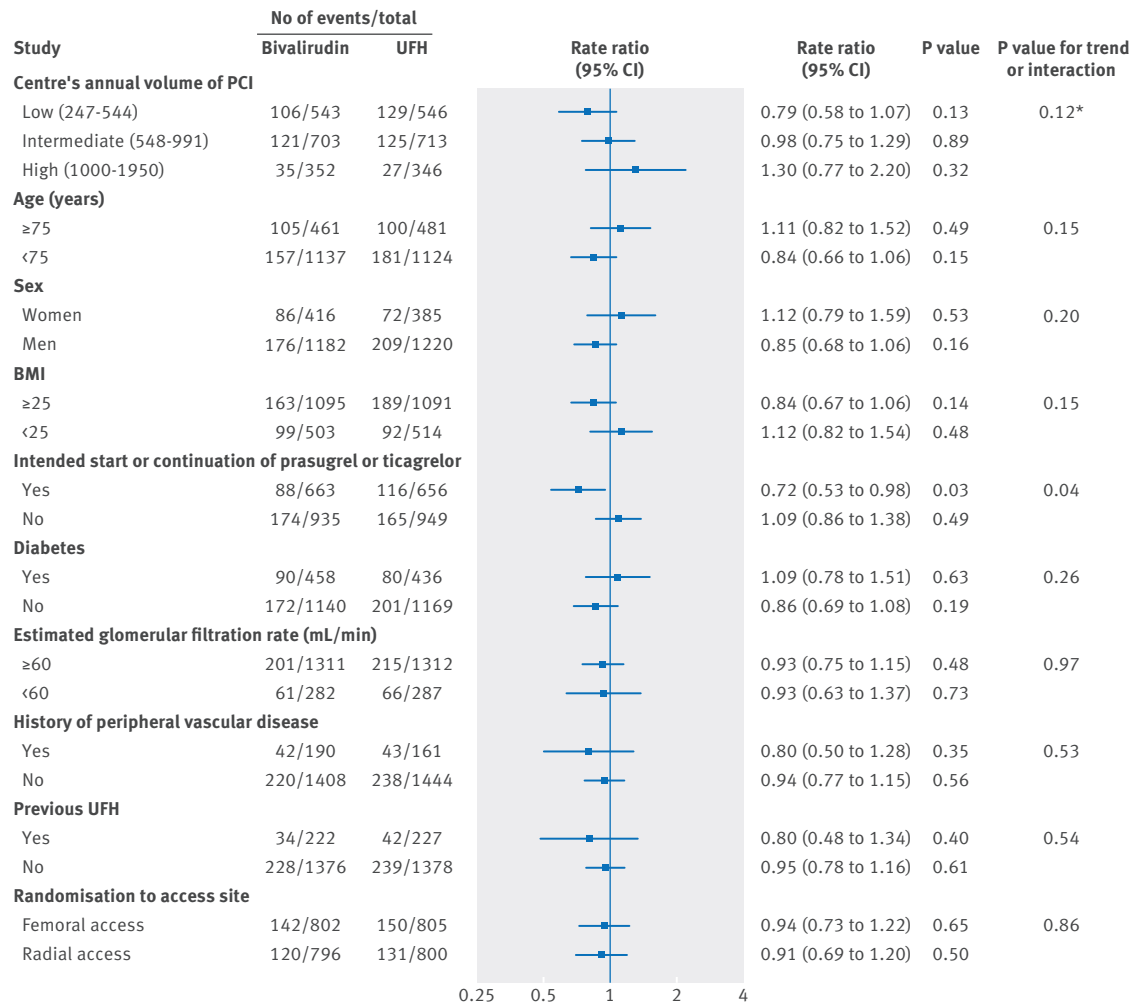 No of events/total
Study Bivalirudin UFH Rate ratio (95% CI) Rate ratio (95% CI) P value P value for trend or interaction
Centre's annual volume of PCI
Low (247-544) 106/543 129/546 0.79 (0.58 to 1.07) 0.13 0.12*
Intermediate (548-991) 121/703 125/713 0.98 (0.75 to 1.29) 0.89
High (1000-1950) 35/352 27/346 1.30 (0.77 to 2.20) 0.32
Age (years)
≥75 105/461 100/481 1.11 (0.82 to 1.52) 0.49 0.15
<75 157/1137 181/1124 0.84 (0.66 to 1.06) 0.15
Sex
Women 86/416 72/385 1.12 (0.79 to 1.59) 0.53 0.20
Men 176/1182 209/1220 0.85 (0.68 to 1.06) 0.16
BMI
≥25 163/1095 189/1091 0.84 (0.67 to 1.06) 0.14 0.15
<25 99/503 92/514 1.12 (0.82 to 1.54) 0.48
Intended start or continuation of prasugrel or ticagrelor
Yes 88/663 116/656 0.72 (0.53 to 0.98) 0.03 0.04
No 174/935 165/949 1.09 (0.86 to 1.38) 0.49
Diabetes
Yes 90/458 80/436 1.09 (0.78 to 1.51) 0.63 0.26
No 172/1140 201/1169 0.86 (0.69 to 1.08) 0.19
Estimated glomerular filtration rate (mL/min)
≥60 201/1311 215/1312 0.93 (0.75 to 1.15) 0.48 0.97
<60 61/282 66/287 0.93 (0.63 to 1.37) 0.73
History of peripheral vascular disease
Yes 42/190 43/161 0.80 (0.50 to 1.28) 0.35 0.53
No 220/1408 238/1444 0.94 (0.77 to 1.15) 0.56
Previous UFH
Yes 34/222 42/227 0.80 (0.48 to 1.34) 0.40 0.54
No 228/1376 239/1378 0.95 (0.78 to 1.16) 0.61
Randomisation to access site
Femoral access 142/802 150/805 0.94 (0.73 to 1.22) 0.65 0.86
Radial access 120/796 131/800 0.91 (0.69 to 1.20) 0.50
0.25 0.5 1 2 4